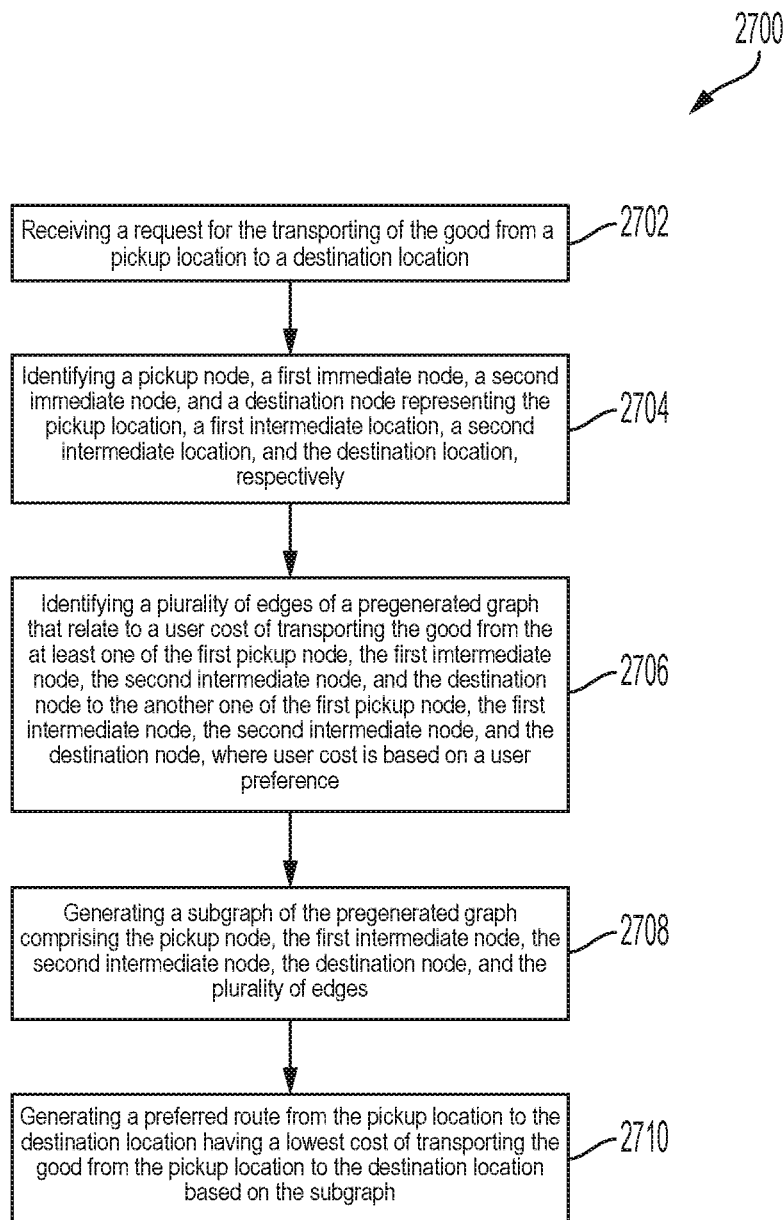 2700
Receiving a request for the transporting of the good from a
pickup location to a destination location
2702
Identifying a pickup node, a first immediate node, a second
immediate node, and a destination node representing the
pickup location, a first intermediate location, a second
intermediate location, and the destination location,
respectively
2704
Identifying a plurality of edges of a pregenerated graph
that relate to a user cost of transporting the good from the
at least one of the first pickup node, the first imtermediate
node, the second intermediate node, and the destination
node to the another one of the first pickup node, the first
intermediate node, the second intermediate node, and the
destination node, where user cost is based on a user
preference
2706
Generating a subgraph of the pregenerated graph
comprising the pickup node, the first intermediate node, the
second intermediate node, the destination node, and the
plurality of edges
2708
Generating a preferred route from the pickup location to the
destination location having a lowest cost of transporting the
good from the pickup location to the destination location
based on the subgraph
2710